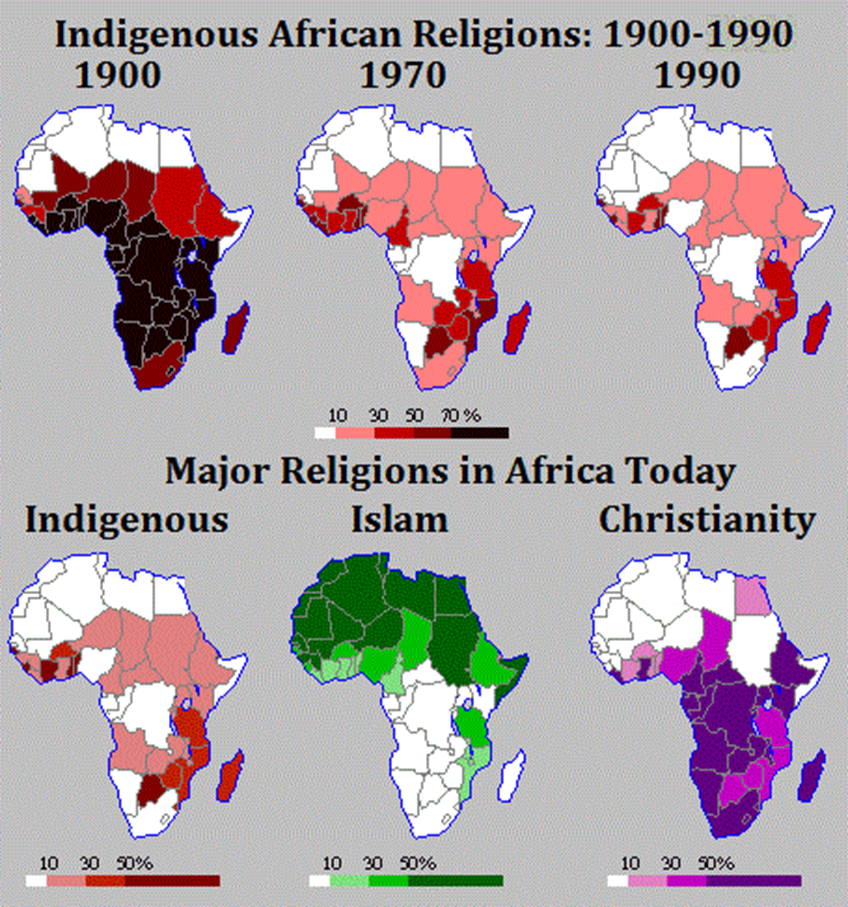 Indigenous African Religions: 1900-1990
1900 1970 1990
10 30 50 70 %
Major Religions in Africa Today
Indigenous Islam Christianity
10 30 50% 10 30 50% 10 30 50%